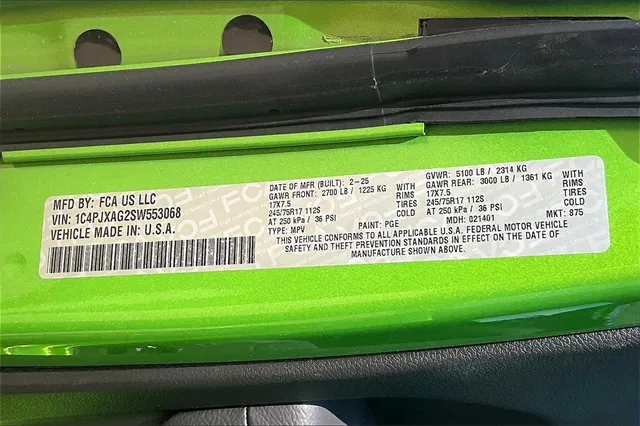 MFD BY: FCA US LLC
VIN: 1C4PJXAG2SW553068
VEHICLE MADE IN: U.S.A.
DATE OF MFR (BUILT): 2-25 GVWR: 5100 LB / 2314 KG
GAWR FRONT: 2700 LB / 1225 KG WITH GAWR REAR: 3000 LB / 1361 KG WITH
17X7.5 RIMS 17X7.5 RIMS
245/75R17 112S TIRES 245/75R17 112S TIRES
AT 250 kPa / 36 PSI COLD AT 250 kPa / 36 PSI COLD
TYPE: MPV PAINT: PGE MDH: 021401 MKT: 875
THIS VEHICLE CONFORMS TO ALL APPLICABLE U.S.A. FEDERAL MOTOR VEHICLE
SAFETY AND THEFT PREVENTION STANDARDS IN EFFECT ON THE DATE OF
MANUFACTURE SHOWN ABOVE.